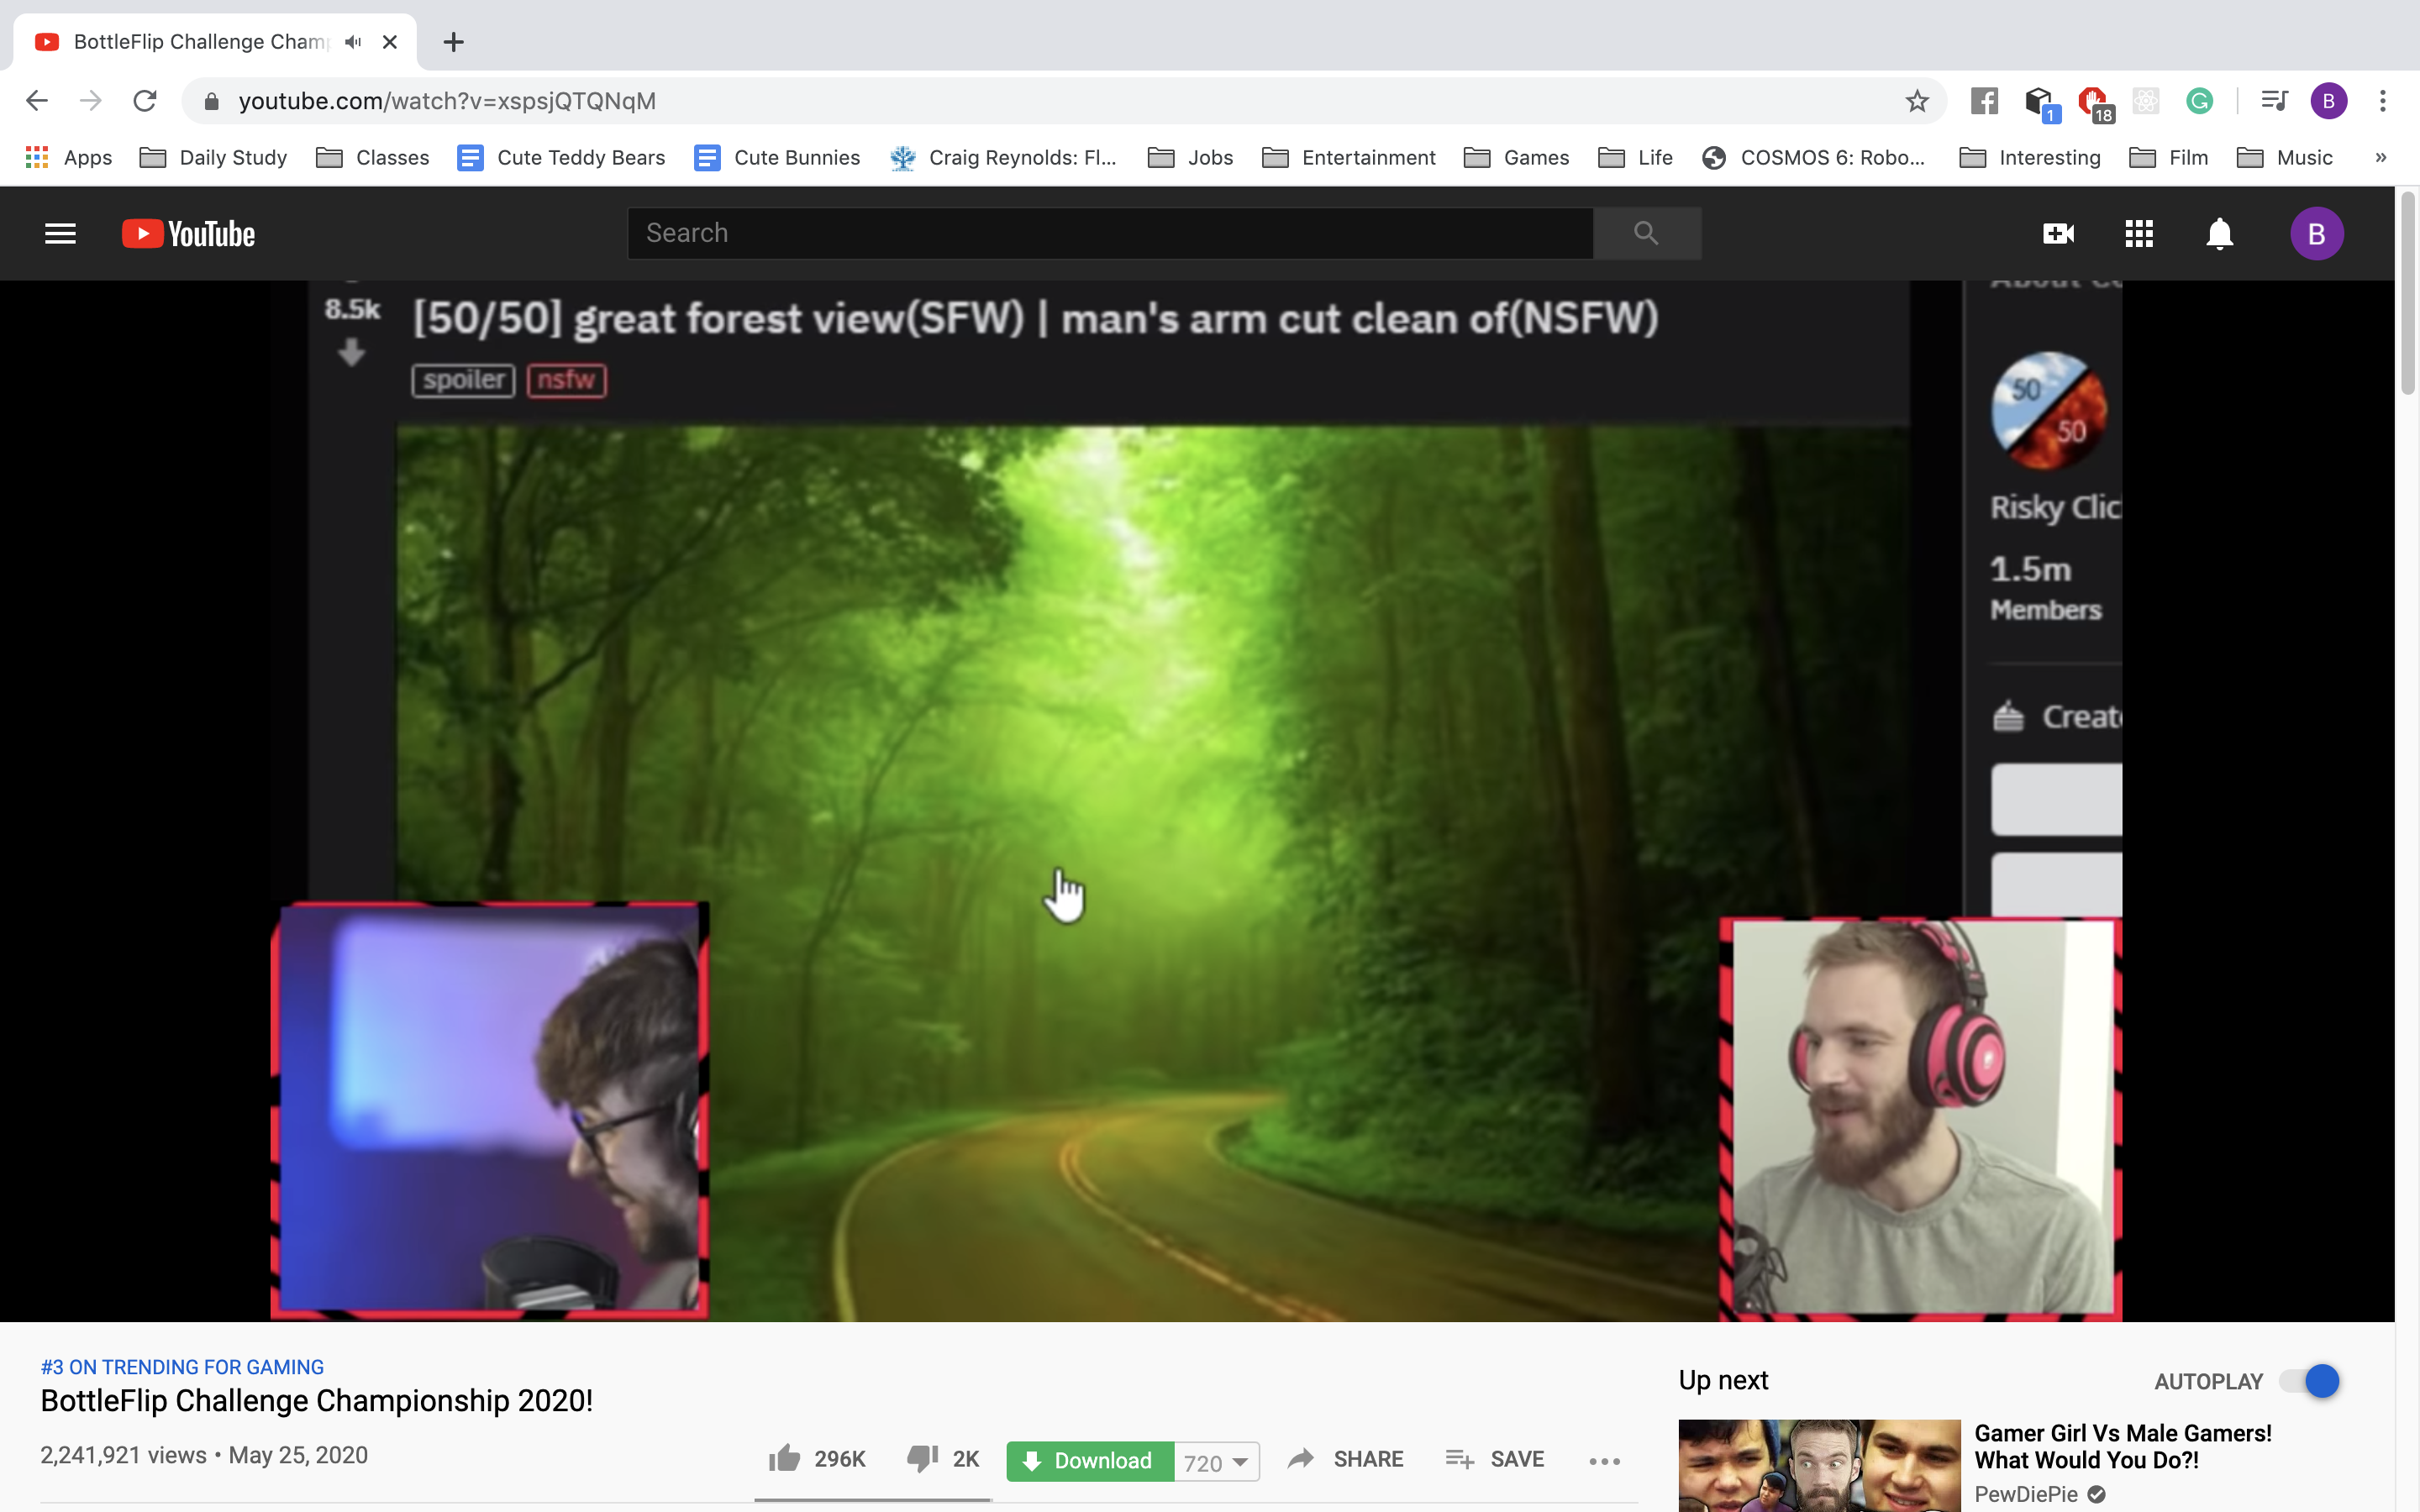 BottleFlip Challenge Cham
youtube.com/watch?v=xspsjQTQNqM
1
18
G
B
Apps
Daily Study
Classes
Cute Teddy Bears
Cute Bunnies
Craig Reynolds: Fl...
Jobs
Entertainment
Games
Life
COSMOS 6: Robo...
Interesting
Film
Music
»
YouTube
Search
B
8.5k
[50/50] great forest view(SFW) | man's arm cut clean of(NSFW)
spoiler
nsfw
About
50
50
Risky Clic
1.5m
Members
Create
#3 ON TRENDING FOR GAMING
BottleFlip Challenge Championship 2020!
2,241,921 views • May 25, 2020
296K
2K
Download
720
SHARE
SAVE
Up next
AUTOPLAY
Gamer Girl Vs Male Gamers!
What Would You Do?!
PewDiePie